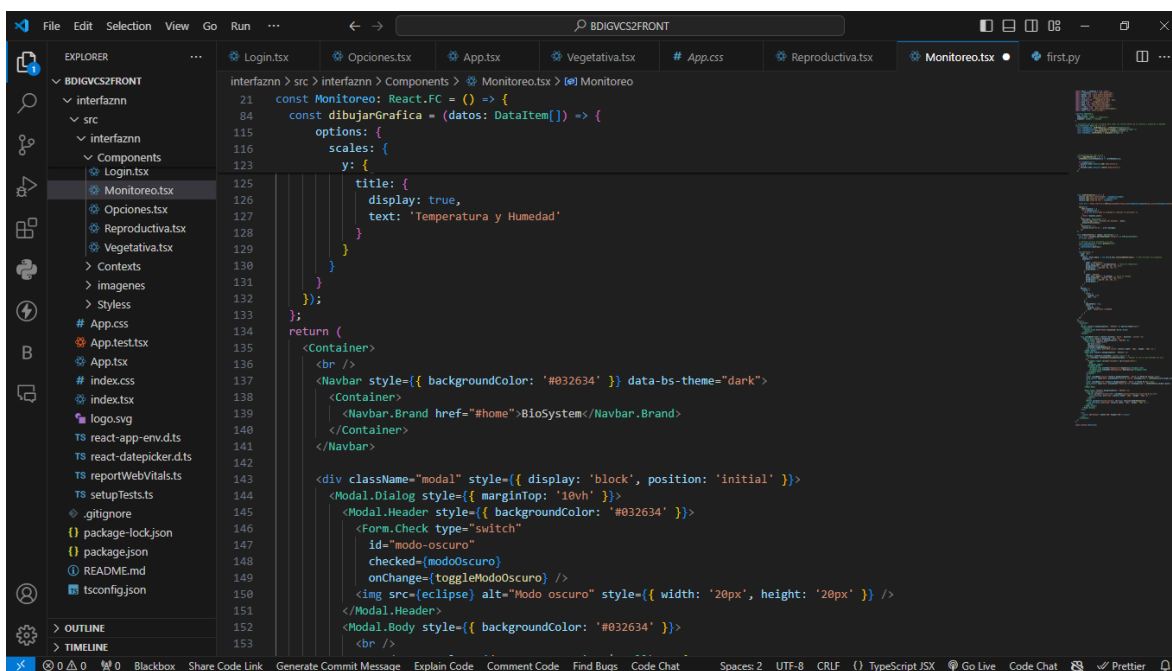 File Edit Selection View Go Run ··· BDIGVCS2FRONT
EXPLORER ···
BDIGVCS2FRONT
interfaznn
src
interfaznn
Components
Login.tsx
Monitoreo.tsx
Opciones.tsx
Reproductiva.tsx
Vegetativa.tsx
Contexts
imagenes
Styless
# App.css
App.test.tsx
App.tsx
# index.css
index.tsx
logo.svg
TS react-app-env.d.ts
TS react-datepicker.d.ts
TS reportWebVitals.ts
TS setupTests.ts
.gitignore
{} package-lock.json
{} package.json
README.md
tsconfig.json
OUTLINE
TIMELINE
Login.tsx Opciones.tsx App.tsx Vegetativa.tsx # App.css Reproductiva.tsx Monitoreo.tsx first.py ···
interfaznn > src > interfaznn > Components > Monitoreo.tsx > Monitoreo
21 const Monitoreo: React.FC = () => {
84 const dibujarGrafica = (datos: DataItem[]) => {
115 options: {
116 scales: {
123 y: {
125 title: {
126 display: true,
127 text: 'Temperatura y Humedad'
128 }
129 }
130 }
131 }
132 });
133 };
134 return (
135 <Container>
136 <br />
137 <Navbar style={{ backgroundColor: '#032634' }} data-bs-theme="dark">
138 <Container>
139 <Navbar.Brand href="#home">BioSystem</Navbar.Brand>
140 </Container>
141 </Navbar>
142
143 <div className="modal" style={{ display: 'block', position: 'initial' }}>
144 <Modal.Dialog style={{ marginTop: '10vh' }}>
145 <Modal.Header style={{ backgroundColor: '#032634' }}>
146 <Form.Check type="switch"
147 id="modo-oscuro"
148 checked={modoOscuro}
149 onChange={toggleModoOscuro} />
150 <img src={eclipse} alt="Modo oscuro" style={{ width: '20px', height: '20px' }} />
151 </Modal.Header>
152 <Modal.Body style={{ backgroundColor: '#032634' }}>
153 <br />
0 0 0 Blackbox Share Code Link Generate Commit Message Explain Code Comment Code Find Bugs Code Chat Spaces: 2 UTF-8 CRLF {} TypeScript JSX Go Live Code Chat Prettier